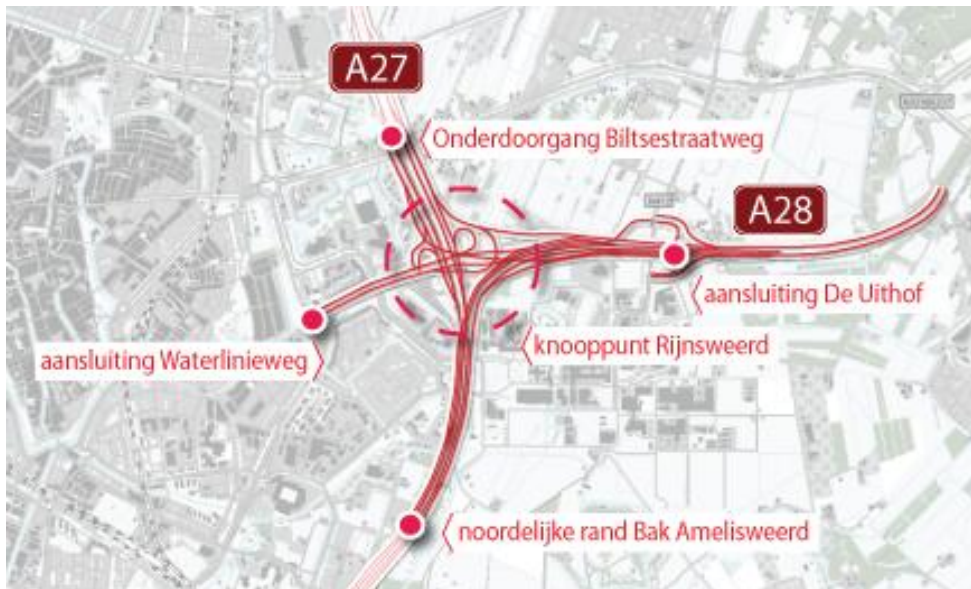 A27
Onderdoorgang Biltsestraatweg
A28
aansluiting De Uithof
knooppunt Rijnsweerd
aansluiting Waterlinieweg
noordelijke rand Bak Amelisweerd